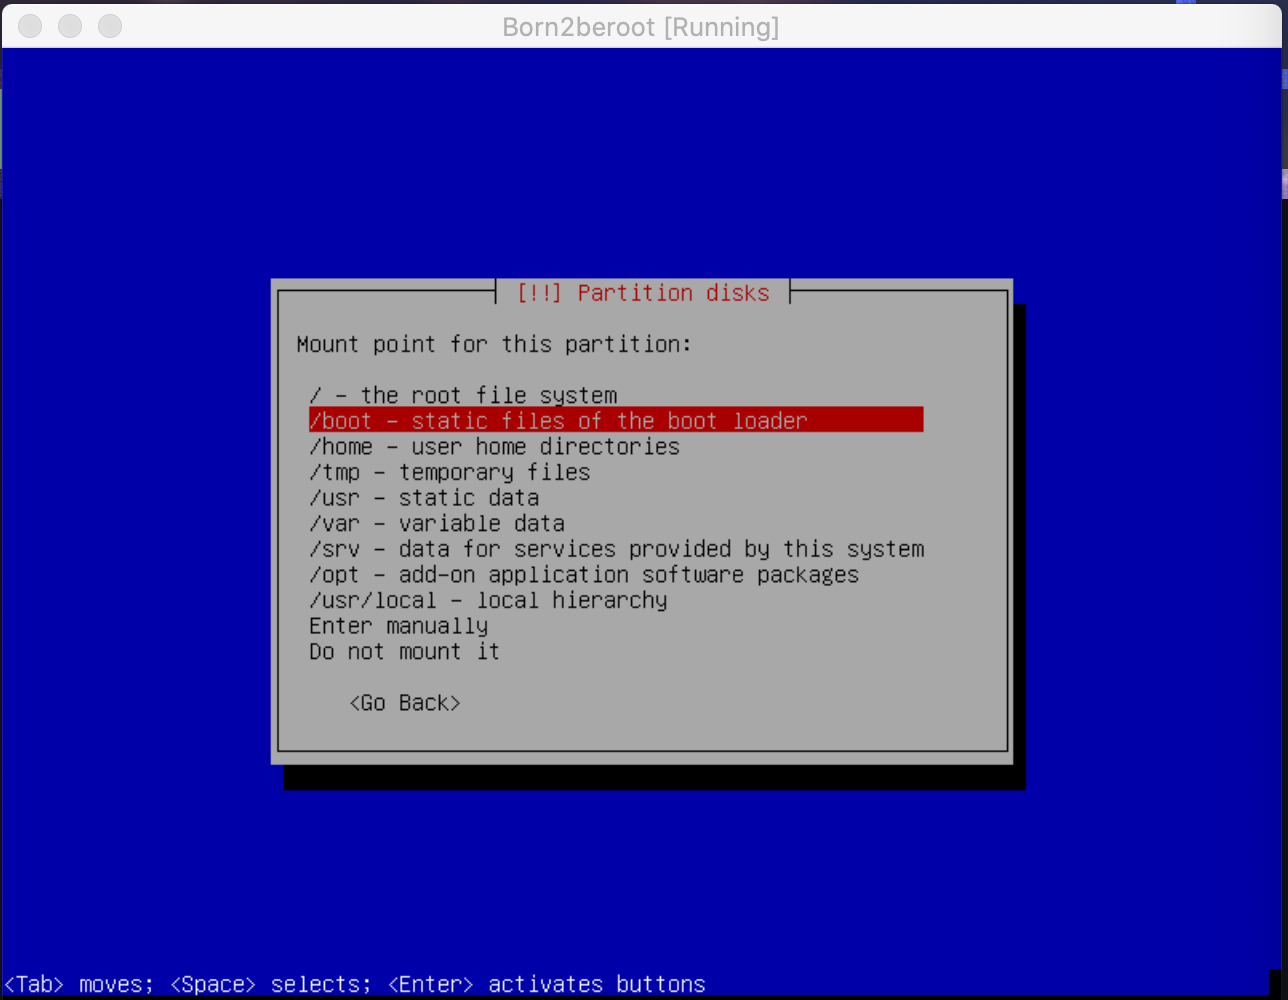 Born2beroot [Running]
[!!] Partition disks
Mount point for this partition:
/ - the root file system
/boot - static files of the boot loader
/home - user home directories
/tmp - temporary files
/usr - static data
/var - variable data
/srv - data for services provided by this system
/opt - add-on application software packages
/usr/local - local hierarchy
Enter manually
Do not mount it
<Go Back>
<Tab> moves; <Space> selects; <Enter> activates buttons